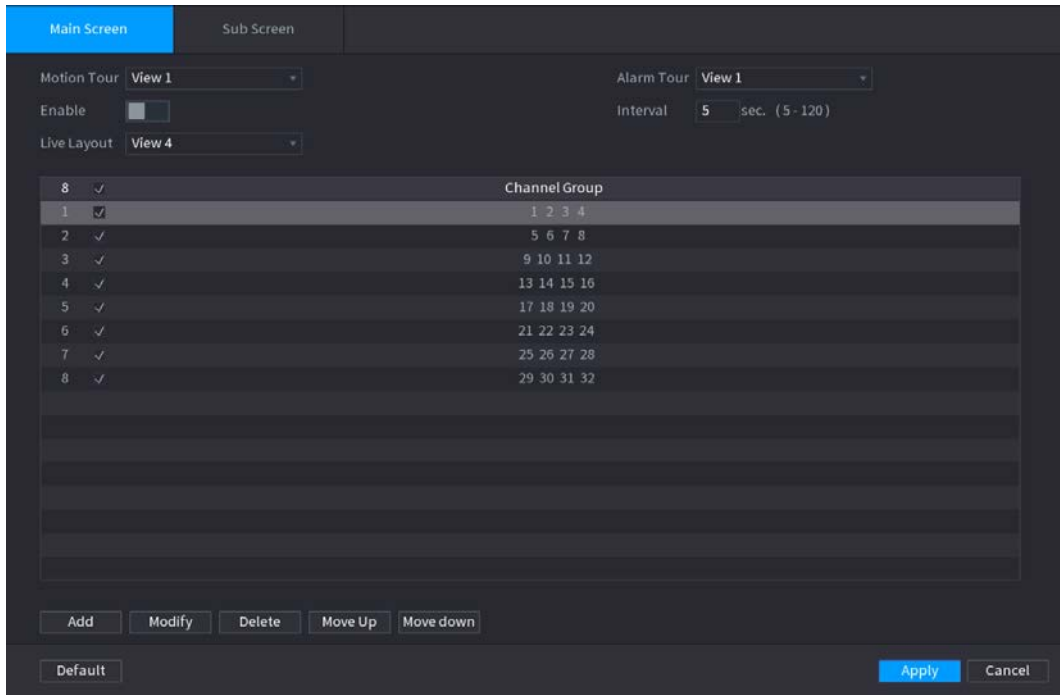 Main Screen Sub Screen
Motion Tour View 1 Alarm Tour View 1
Enable Interval 5 sec. (5 - 120)
Live Layout View 4
8 Channel Group
1 1 2 3 4
2 5 6 7 8
3 9 10 11 12
4 13 14 15 16
5 17 18 19 20
6 21 22 23 24
7 25 26 27 28
8 29 30 31 32
Add Modify Delete Move Up Move down
Default Apply Cancel